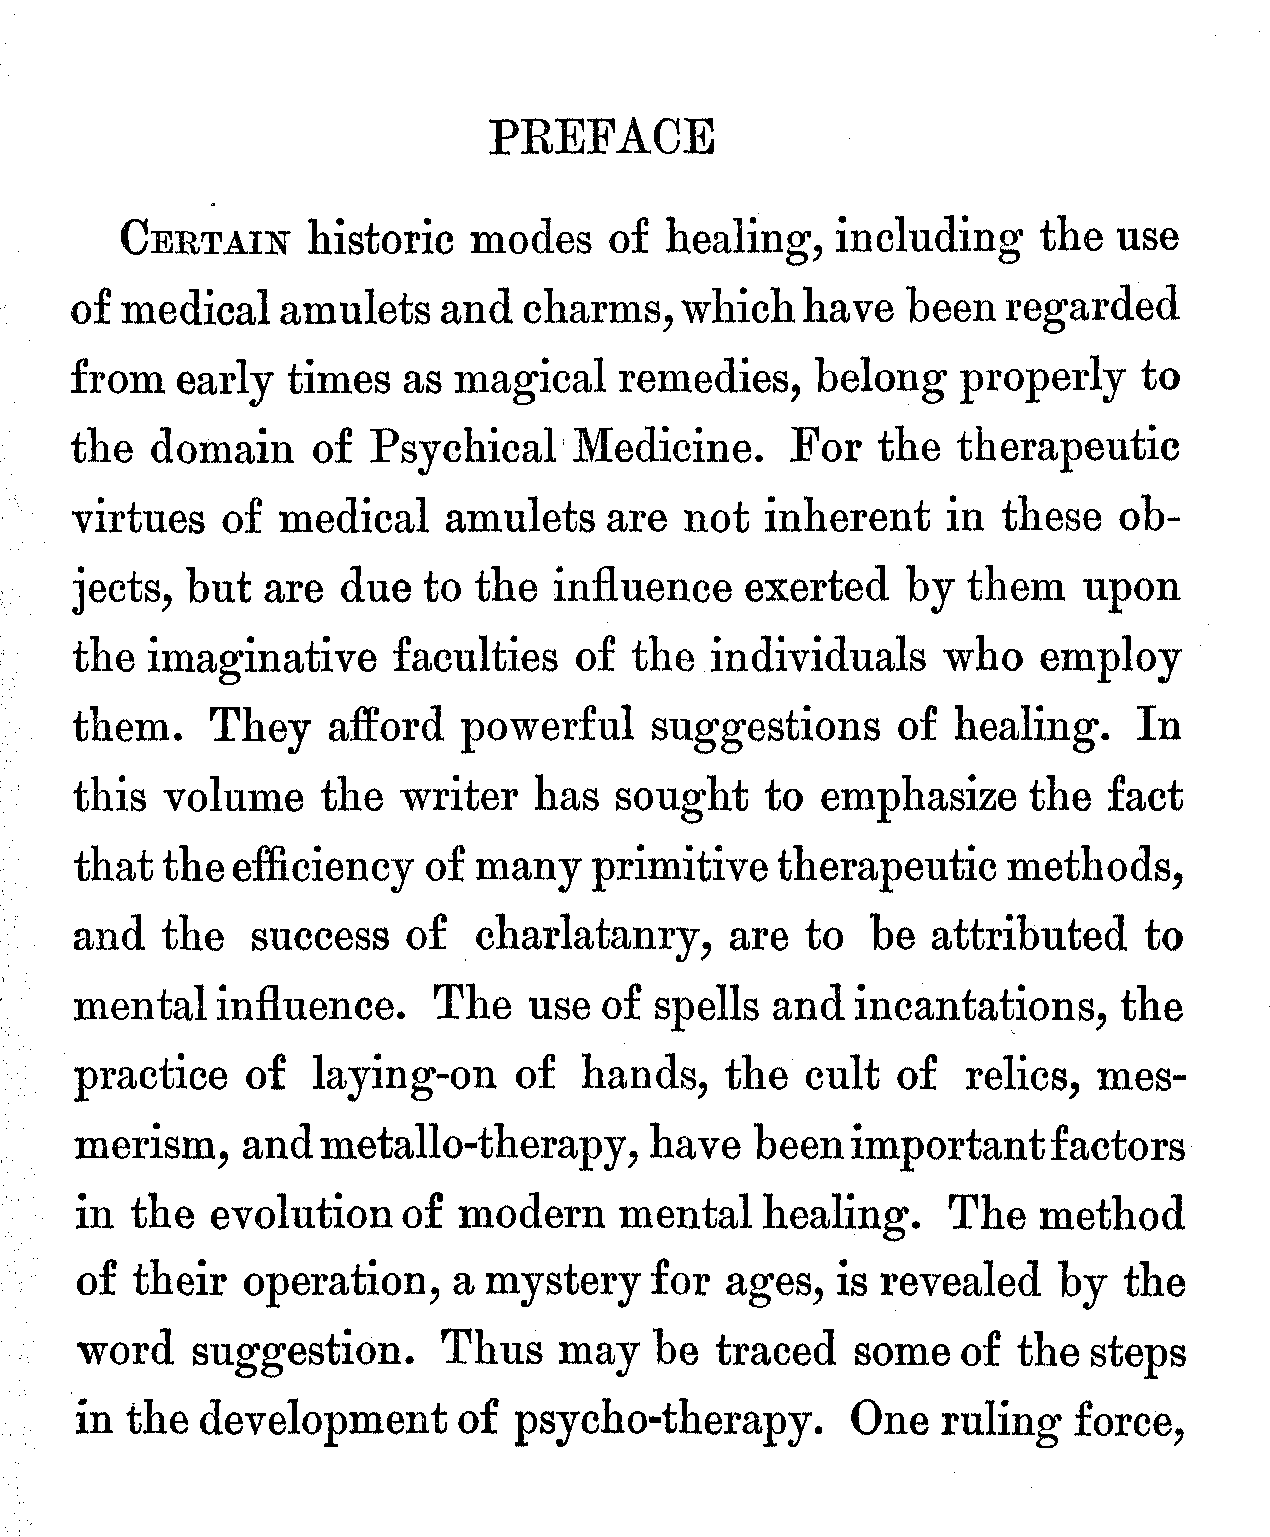 PREFACE
CERTAIN historic modes of healing, including the use
of medical amulets and charms, which have been regarded
from early times as magical remedies, belong properly to
the domain of Psychical Medicine. For the therapeutic
virtues of medical amulets are not inherent in these ob-
jects, but are due to the influence exerted by them upon
the imaginative faculties of the individuals who employ
them. They afford powerful suggestions of healing. In
this volume the writer has sought to emphasize the fact
that the efficiency of many primitive therapeutic methods,
and the success of charlatanry, are to be attributed to
mental influence. The use of spells and incantations, the
practice of laying-on of hands, the cult of relics, mes-
merism, and metallo-therapy, have been important factors
in the evolution of modern mental healing. The method
of their operation, a mystery for ages, is revealed by the
word suggestion. Thus may be traced some of the steps
in the development of psycho-therapy. One ruling force,